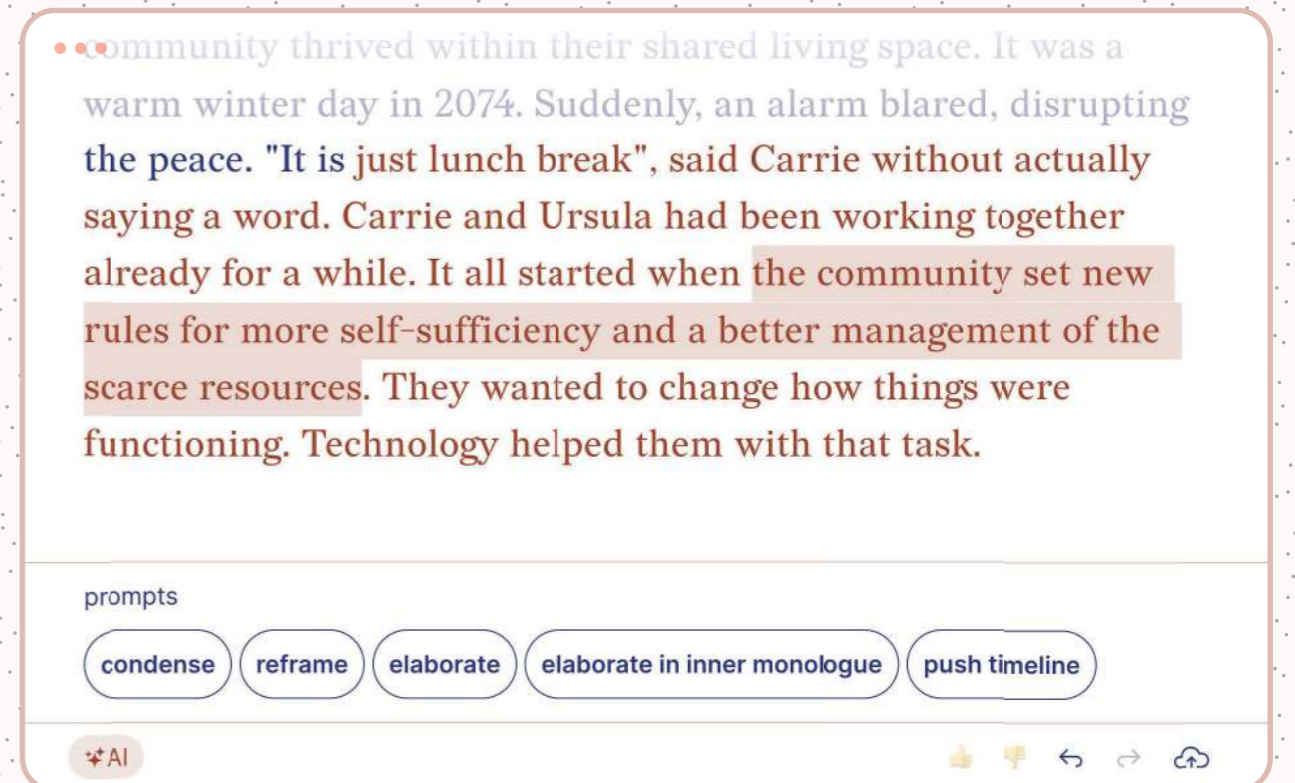 community thrived within their shared living space. It was a
warm winter day in 2074. Suddenly, an alarm blared, disrupting
the peace. "It is just lunch break", said Carrie without actually
saying a word. Carrie and Ursula had been working together
already for a while. It all started when the community set new
rules for more self-sufficiency and a better management of the
scarce resources. They wanted to change how things were
functioning. Technology helped them with that task.
prompts
condense reframe elaborate elaborate in inner monologue push timeline
AI